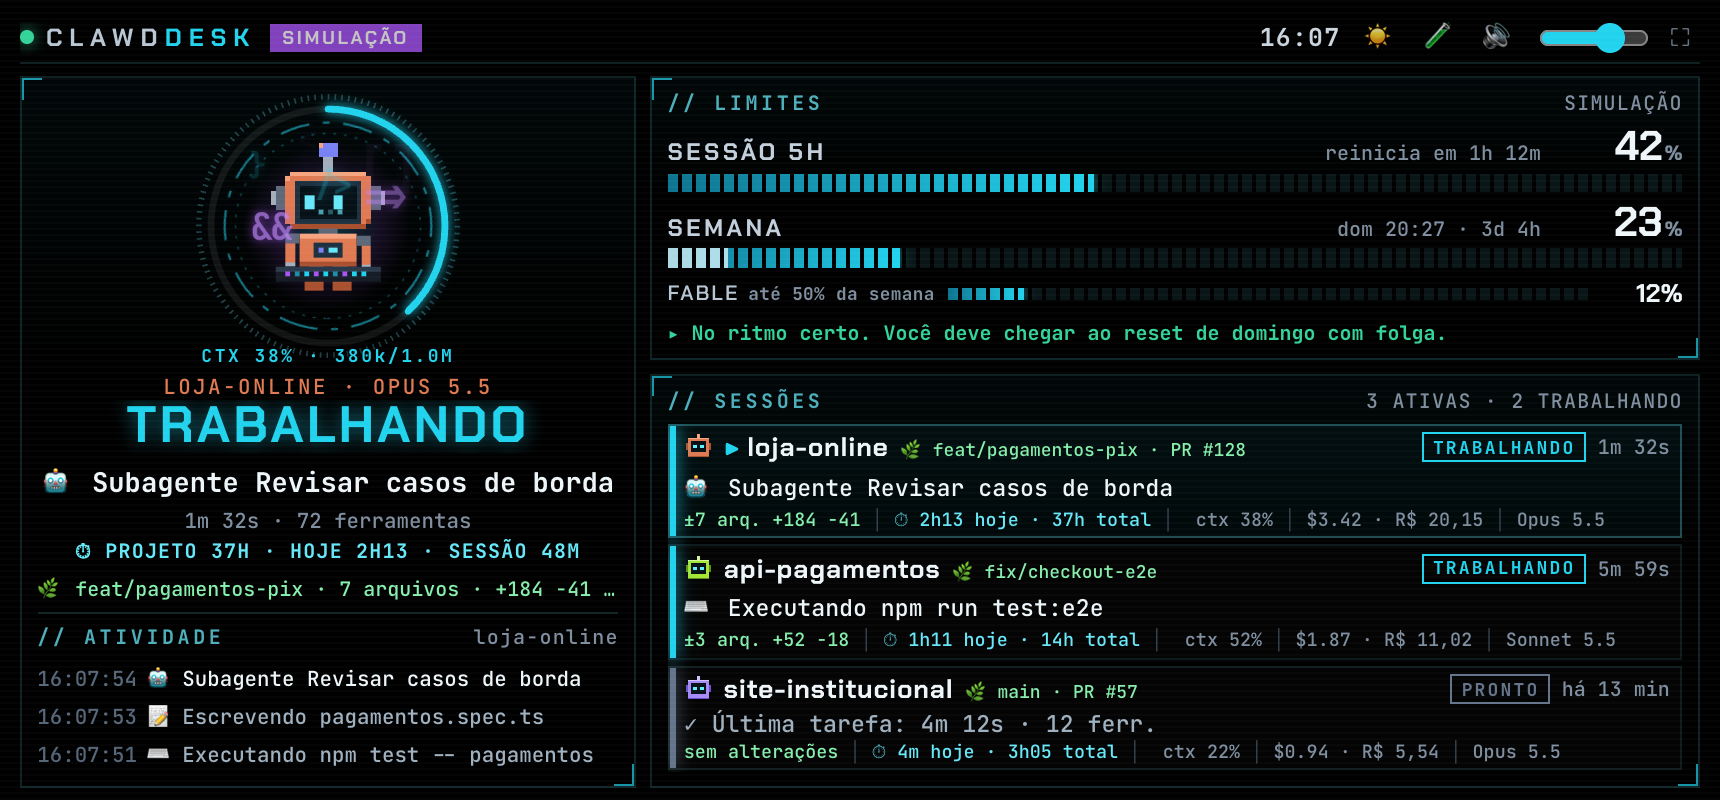 CLAWDDESK SIMULAÇÃO
16:07
&&
CTX 38% · 380k/1.0M
LOJA-ONLINE · OPUS 5.5
TRABALHANDO
Subagente Revisar casos de borda
1m 32s · 72 ferramentas
PROJETO 37H · HOJE 2H13 · SESSÃO 48M
feat/pagamentos-pix · 7 arquivos · +184 -41 …
// ATIVIDADE loja-online
16:07:54 Subagente Revisar casos de borda
16:07:53 Escrevendo pagamentos.spec.ts
16:07:51 Executando npm test -- pagamentos
// LIMITES SIMULAÇÃO
SESSÃO 5H reinicia em 1h 12m 42%
SEMANA dom 20:27 · 3d 4h 23%
FABLE até 50% da semana 12%
▸ No ritmo certo. Você deve chegar ao reset de domingo com folga.
// SESSÕES 3 ATIVAS · 2 TRABALHANDO
▸ loja-online feat/pagamentos-pix · PR #128 TRABALHANDO 1m 32s
Subagente Revisar casos de borda
±7 arq. +184 -41 2h13 hoje · 37h total ctx 38% $3.42 · R$ 20,15 Opus 5.5
api-pagamentos fix/checkout-e2e TRABALHANDO 5m 59s
Executando npm run test:e2e
±3 arq. +52 -18 1h11 hoje · 14h total ctx 52% $1.87 · R$ 11,02 Sonnet 5.5
site-institucional main · PR #57 PRONTO há 13 min
✓ Última tarefa: 4m 12s · 12 ferr.
sem alterações 4m hoje · 3h05 total ctx 22% $0.94 · R$ 5,54 Opus 5.5